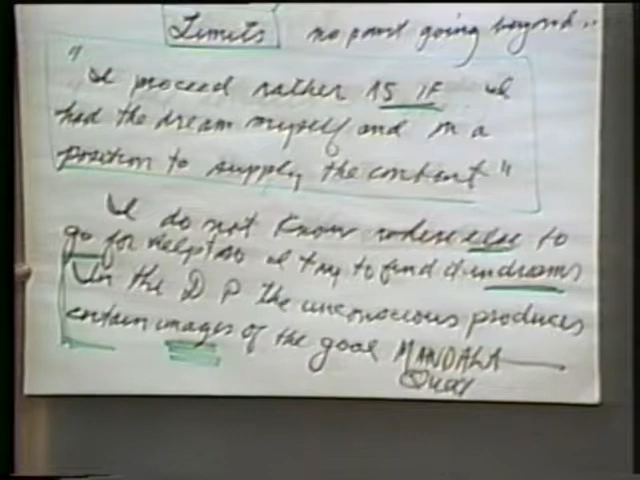 Limits no point going beyond..
"I proceed rather AS IF I
had the dream myself and in a
position to supply the context"
I do not know where else to
go for help so I try to find it in dreams
In the D P the unconscious produces
certain images of the goal MANDALA